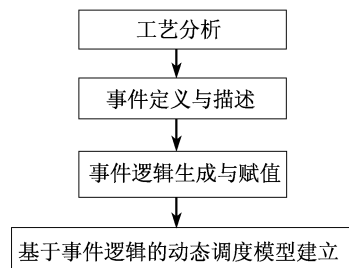 工艺分析
事件定义与描述
事件逻辑生成与赋值
基于事件逻辑的动态调度模型建立